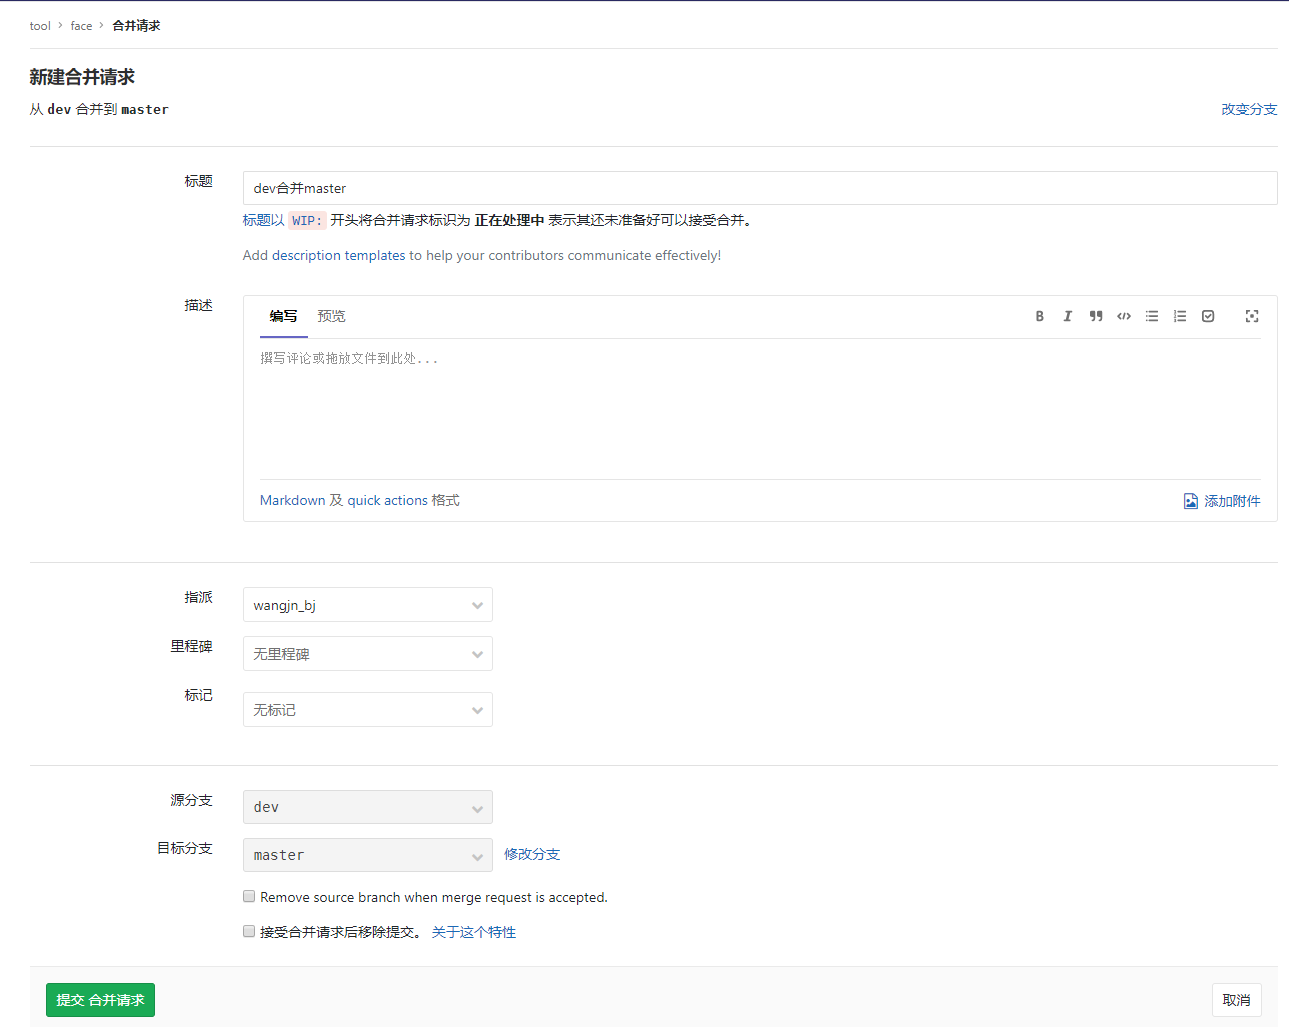 tool › face › 合并请求
新建合并请求
从 dev 合并到 master
改变分支
标题
dev合并master
标题以 WIP: 开头将合并请求标识为 正在处理中 表示其还未准备好可以接受合并。
Add description templates to help your contributors communicate effectively!
描述
编写 预览
撰写评论或拖放文件到此处...
Markdown 及 quick actions 格式
添加附件
指派
wangjn_bj
里程碑
无里程碑
标记
无标记
源分支
dev
目标分支
master
修改分支
Remove source branch when merge request is accepted.
接受合并请求后移除提交。 关于这个特性
提交 合并请求
取消